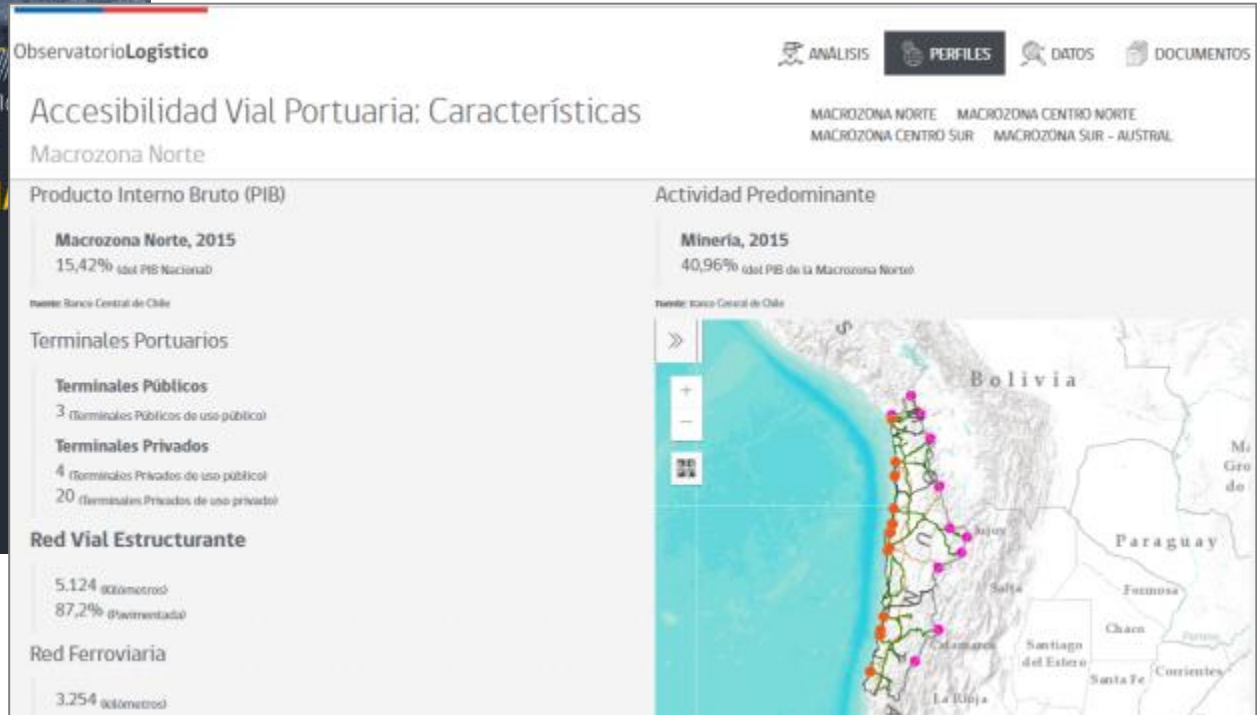 ObservatorioLogístico
ANÁLISIS
PERFILES
DATOS
DOCUMENTOS
Accesibilidad Vial Portuaria: Características
MACROZONA NORTE MACROZONA CENTRO NORTE
MACROZONA CENTRO SUR MACROZONA SUR - AUSTRAL
Macrozona Norte
Producto Interno Bruto (PIB)
Macrozona Norte, 2015
15,42% (del PIB Nacional)
Fuente: Banco Central de Chile
Terminales Portuarios
Terminales Públicos
3 (Terminales Públicos de uso público)
Terminales Privados
4 (Terminales Privados de uso público)
20 (Terminales Privados de uso privado)
Red Vial Estructurante
5.124 (Kilómetros)
87,2% (Pavimentada)
Red Ferroviaria
3.254 (Kilómetros)
Actividad Predominante
Minería, 2015
40,96% (del PIB de la Macrozona Norte)
Fuente: Banco Central de Chile
Bolivia
Gro
do
Jujuy
Paraguay
Salta
Formosa
Chaco
Catamarca
Santiago
del Estero
Santa Fe
Corrientes
La Rioja